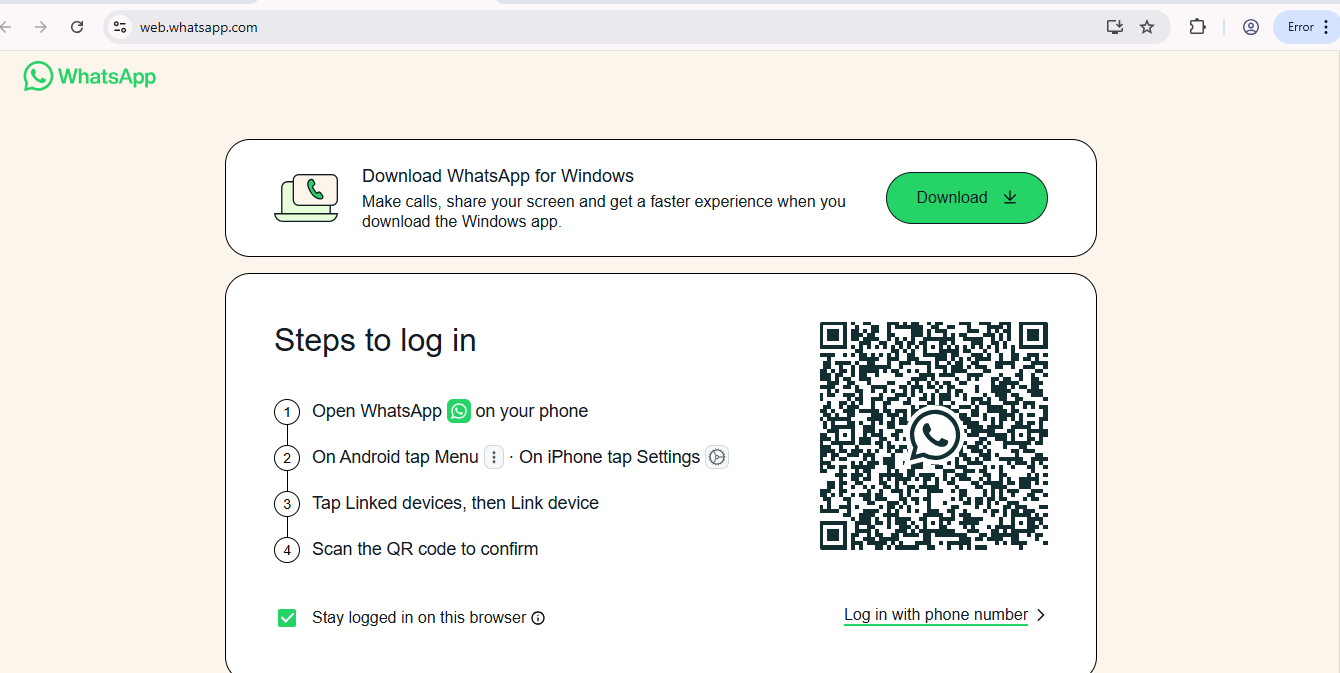 web.whatsapp.com
Error
WhatsApp
Download WhatsApp for Windows
Make calls, share your screen and get a faster experience when you
download the Windows app.
Download
Steps to log in
1 Open WhatsApp on your phone
2 On Android tap Menu · On iPhone tap Settings
3 Tap Linked devices, then Link device
4 Scan the QR code to confirm
Stay logged in on this browser
Log in with phone number